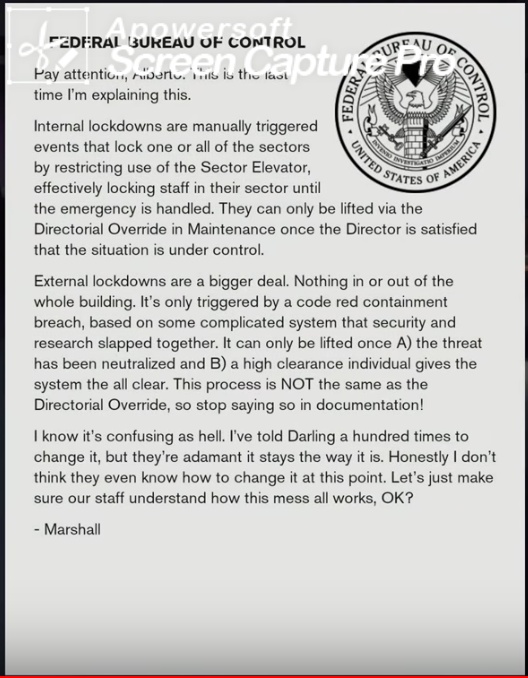 Apowersoft
Screen Capture Pro
FEDERAL BUREAU OF CONTROL
FEDERAL BUREAU OF CONTROL
INVENIO INVESTIGATIO IMPERIUM
UNITED STATES OF AMERICA
Pay attention, Alberto. This is the last
time I'm explaining this.
Internal lockdowns are manually triggered
events that lock one or all of the sectors
by restricting use of the Sector Elevator,
effectively locking staff in their sector until
the emergency is handled. They can only be lifted via the
Directorial Override in Maintenance once the Director is satisfied
that the situation is under control.
External lockdowns are a bigger deal. Nothing in or out of the
whole building. It's only triggered by a code red containment
breach, based on some complicated system that security and
research slapped together. It can only be lifted once A) the threat
has been neutralized and B) a high clearance individual gives the
system the all clear. This process is NOT the same as the
Directorial Override, so stop saying so in documentation!
I know it's confusing as hell. I've told Darling a hundred times to
change it, but they're adamant it stays the way it is. Honestly I don't
think they even know how to change it at this point. Let's just make
sure our staff understand how this mess all works, OK?
- Marshall